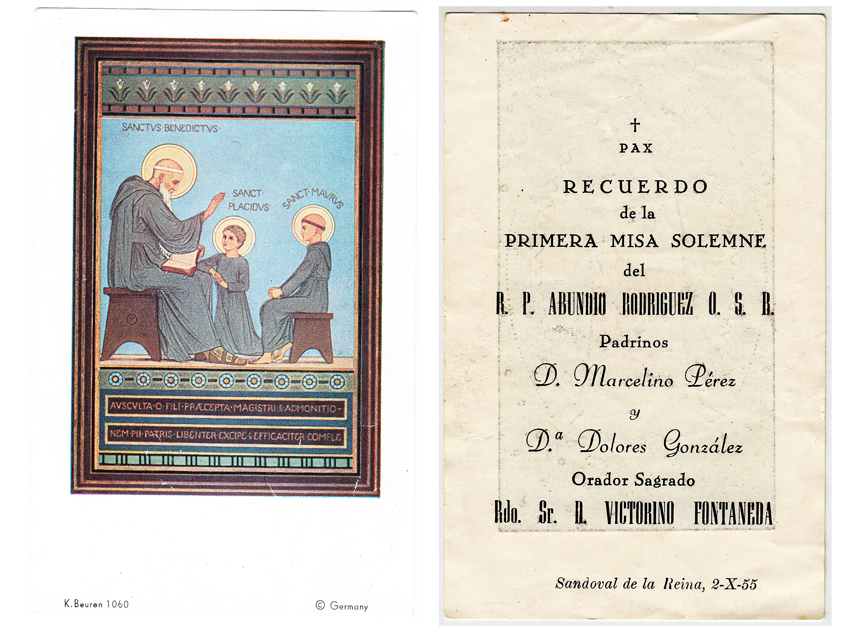 SANCTVS·BENEDICTVS·
SANCT·
PLACIDVS
SANCT·MAVRVS
AVSCVLTA·O·FILI·PRÆCEPTA·MAGISTRI·&·ADMONITIO-
NEM·PII·PATRIS·LIBENTER·EXCIPE·&·EFFICACITER·COMPLE
K. Beuron 1060
© Germany
✝
PAX
RECUERDO
de la
PRIMERA MISA SOLEMNE
del
R. P. ABUNDIO RODRIGUEZ O. S. B.
Padrinos
D. Marcelino Pérez
y
D.ª Dolores González
Orador Sagrado
Rdo. Sr. D. VICTORINO FONTANEDA
Sandoval de la Reina, 2-X-55